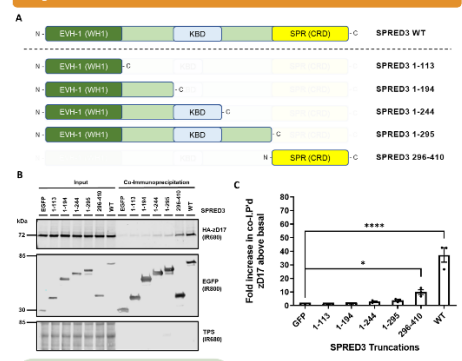 A
N - EVH-1 (WH1) KBD SPR (CRD) - C SPRED3 WT
N - EVH-1 (WH1) - C SPRED3 1-113
N - EVH-1 (WH1) - C SPRED3 1-194
N - EVH-1 (WH1) KBD - C SPRED3 1-244
N - EVH-1 (WH1) KBD - C SPRED3 1-295
N - SPR (CRD) - C SPRED3 296-410
B
Input Co-Immunoprecipitation
EGFP 1-113 1-194 1-244 1-295 296-410 WT EGFP 1-113 1-194 1-244 1-295 296-410 WT SPRED3
kDa
72
HA-zD17
(IR680)
85
EGFP
(IR800)
30
85
TPS
(IR680)
C
Fold increase in co-I.P'd
zD17 above basal
80
70
60
50
40
30
20
10
0
****
*
GFP 1-113 1-194 1-244 1-295 296-410 WT
SPRED3 Truncations